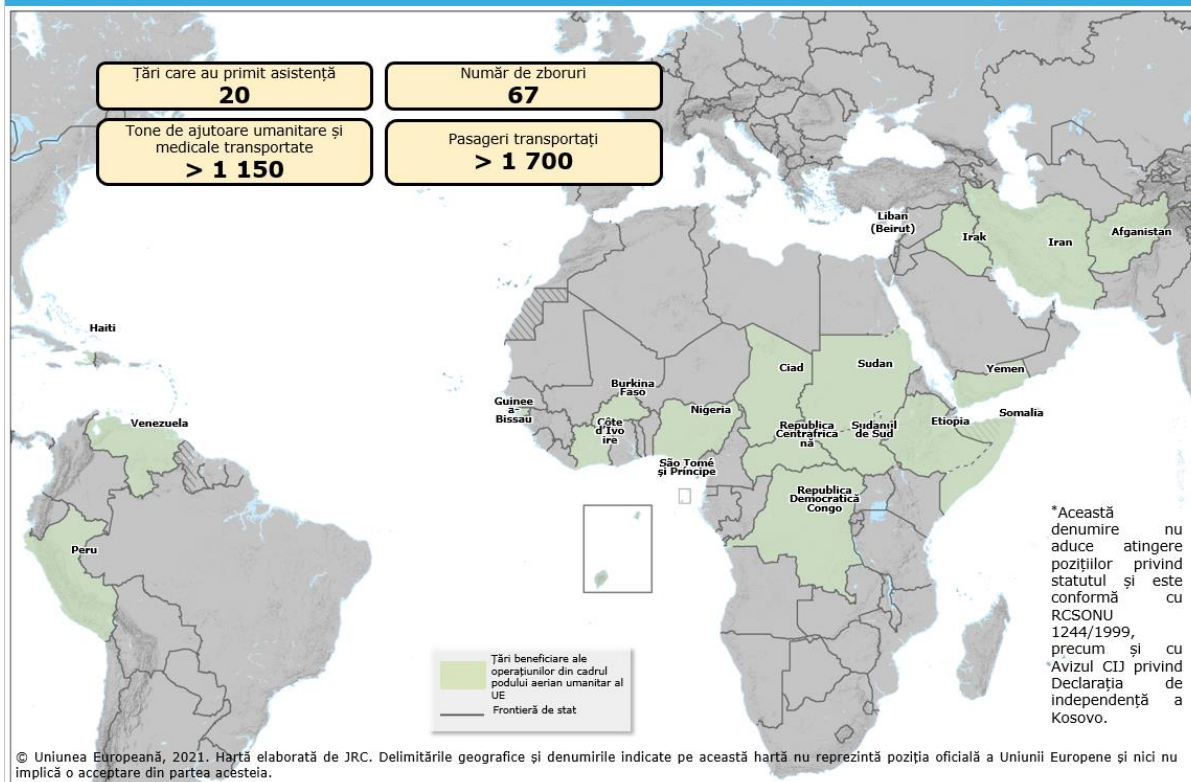 Țări care au primit asistență
20
Număr de zboruri
67
Tone de ajutoare umanitare și
medicale transportate
> 1 150
Pasageri transportați
> 1 700
Liban
(Beirut)
Irak
Iran
Afganistan
Haiti
Venezuela
Peru
Guinee
a-
Bissau
Burkina
Faso
Côte
d'Ivo
ire
Nigeria
São Tomé
și Príncipe
Ciad
Sudan
Republica
Centrafrica
nă
Sudanul
de Sud
Etiopia
Yemen
Somalia
Republica
Democratică
Congo
*Această
denumire nu
aduce atingere
pozițiilor privind
statutul și este
conformă cu
RCSONU
1244/1999,
precum și cu
Avizul CIJ privind
Declarația de
independență a
Kosovo.
Țări beneficiare ale
operațiunilor din cadrul
podului aerian umanitar al
UE
Frontieră de stat
© Uniunea Europeană, 2021. Hartă elaborată de JRC. Delimitările geografice și denumirile indicate pe această hartă nu reprezintă poziția oficială a Uniunii Europene și nici nu
implică o acceptare din partea acesteia.